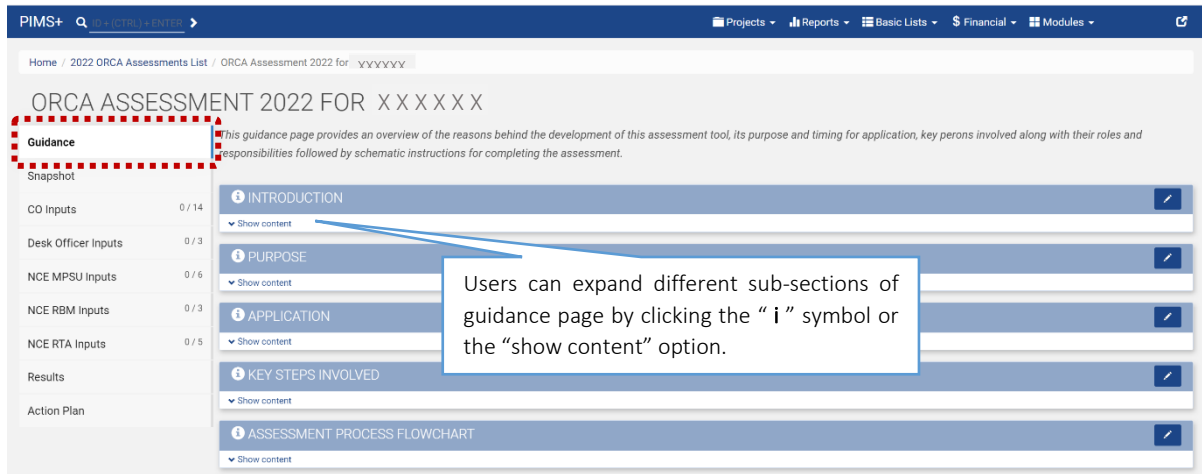 PIMS+ ID + (CTRL) + ENTER Projects Reports Basic Lists $ Financial Modules
Home / 2022 ORCA Assessments List / ORCA Assessment 2022 for XXXXXX
ORCA ASSESSMENT 2022 FOR X X X X X X
Guidance
This guidance page provides an overview of the reasons behind the development of this assessment tool, its purpose and timing for application, key perons involved along with their roles and
responsibilities followed by schematic instructions for completing the assessment.
Snapshot
CO Inputs 0 / 14
Desk Officer Inputs 0 / 3
NCE MPSU Inputs 0 / 6
NCE RBM Inputs 0 / 3
NCE RTA Inputs 0 / 5
Results
Action Plan
i INTRODUCTION
Show content
i PURPOSE
Show content
i APPLICATION
Show content
i KEY STEPS INVOLVED
Show content
i ASSESSMENT PROCESS FLOWCHART
Show content
Users can expand different sub-sections of
guidance page by clicking the “ i ” symbol or
the “show content” option.